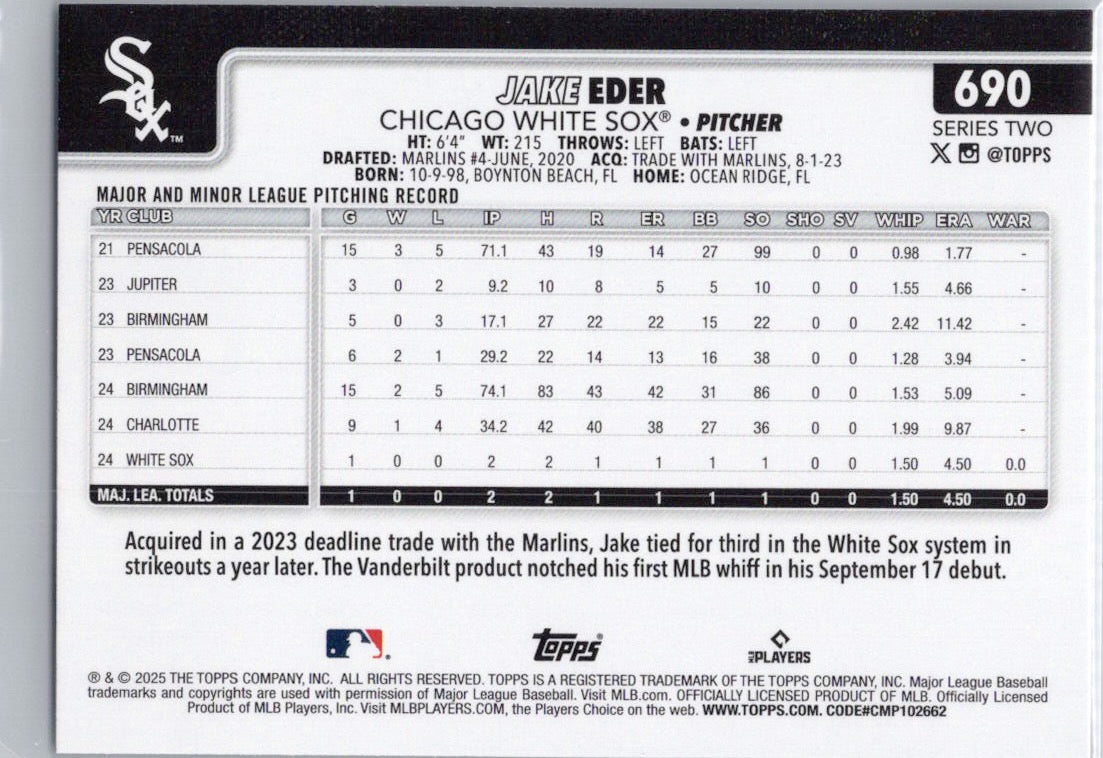 Sox™
JAKE EDER
690
CHICAGO WHITE SOX® • PITCHER
SERIES TWO
HT: 6'4" WT: 215 THROWS: LEFT BATS: LEFT
@TOPPS
DRAFTED: MARLINS #4-JUNE, 2020 ACQ: TRADE WITH MARLINS, 8-1-23
BORN: 10-9-98, BOYNTON BEACH, FL HOME: OCEAN RIDGE, FL
MAJOR AND MINOR LEAGUE PITCHING RECORD
YR CLUB G W L IP H R ER BB SO SHO SV WHIP ERA WAR
21 PENSACOLA 15 3 5 71.1 43 19 14 27 99 0 0 0.98 1.77 -
23 JUPITER 3 0 2 9.2 10 8 5 5 10 0 0 1.55 4.66 -
23 BIRMINGHAM 5 0 3 17.1 27 22 22 15 22 0 0 2.42 11.42 -
23 PENSACOLA 6 2 1 29.2 22 14 13 16 38 0 0 1.28 3.94 -
24 BIRMINGHAM 15 2 5 74.1 83 43 42 31 86 0 0 1.53 5.09 -
24 CHARLOTTE 9 1 4 34.2 42 40 38 27 36 0 0 1.99 9.87 -
24 WHITE SOX 1 0 0 2 2 1 1 1 1 0 0 1.50 4.50 0.0
MAJ. LEA. TOTALS 1 0 0 2 2 1 1 1 1 0 0 1.50 4.50 0.0
Acquired in a 2023 deadline trade with the Marlins, Jake tied for third in the White Sox system in
strikeouts a year later. The Vanderbilt product notched his first MLB whiff in his September 17 debut.
Topps®
MLB PLAYERS
® & © 2025 THE TOPPS COMPANY, INC. ALL RIGHTS RESERVED. TOPPS IS A REGISTERED TRADEMARK OF THE TOPPS COMPANY, INC. Major League Baseball
trademarks and copyrights are used with permission of Major League Baseball. Visit MLB.com. OFFICIALLY LICENSED PRODUCT OF MLB. Officially Licensed
Product of MLB Players, Inc. Visit MLBPLAYERS.COM, the Players Choice on the web. WWW.TOPPS.COM. CODE#CMP102662